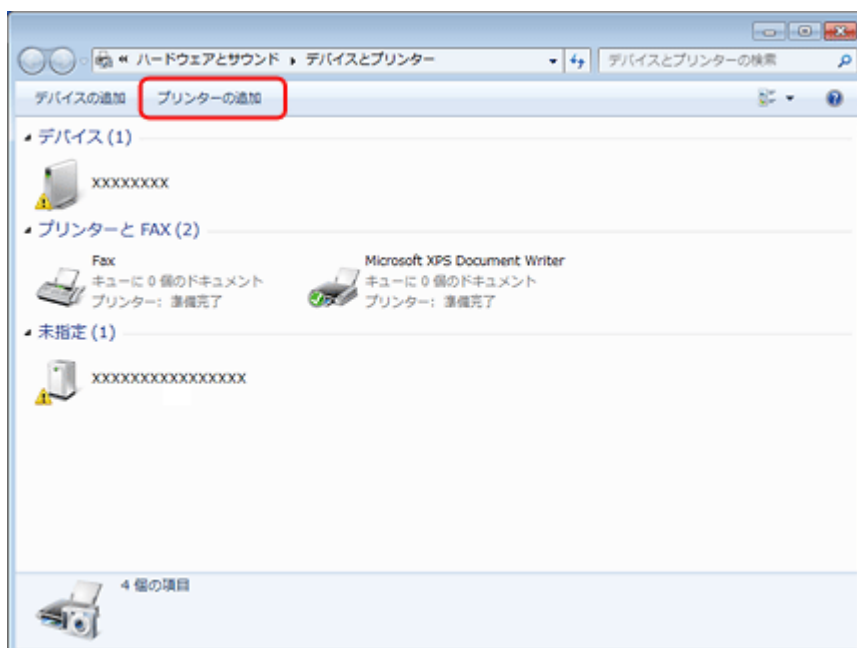 « ハードウェアとサウンド ▸ デバイスとプリンター
デバイスとプリンターの検索
デバイスの追加
プリンターの追加
デバイス (1)
XXXXXXXX
プリンターと FAX (2)
Fax
キューに 0 個のドキュメント
プリンター: 準備完了
Microsoft XPS Document Writer
キューに 0 個のドキュメント
プリンター: 準備完了
未指定 (1)
XXXXXXXXXXXXXXXX
4 個の項目